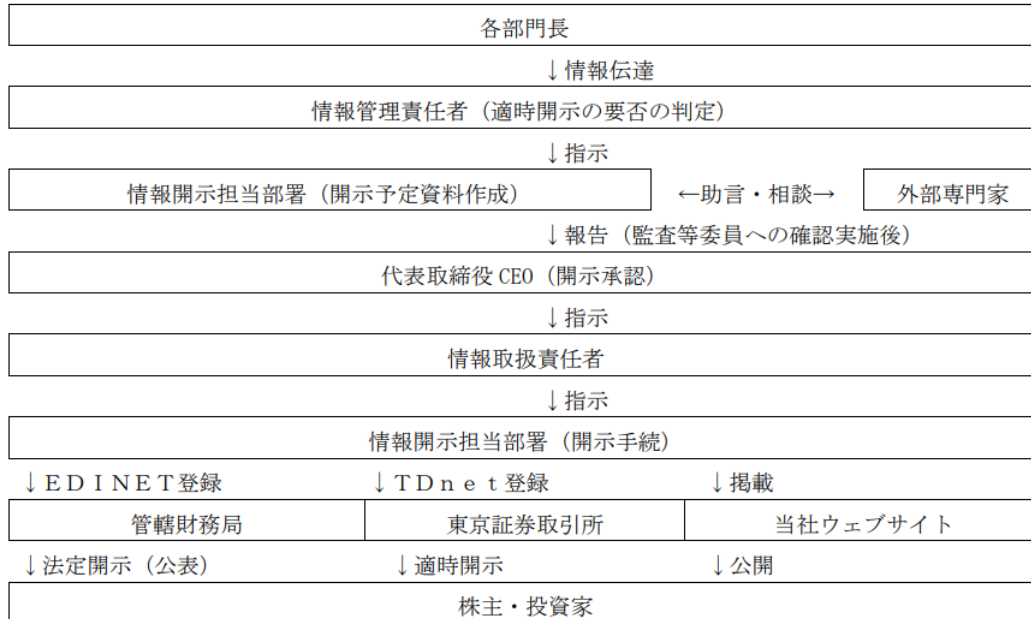 各部門長
↓情報伝達
情報管理責任者（適時開示の要否の判定）
↓指示
情報開示担当部署（開示予定資料作成） ←助言・相談→ 外部専門家
↓報告（監査等委員への確認実施後）
代表取締役 CEO（開示承認）
↓指示
情報取扱責任者
↓指示
情報開示担当部署（開示手続）
↓ＥＤＩＮＥＴ登録 ↓ＴＤｎｅｔ登録 ↓掲載
管轄財務局 東京証券取引所 当社ウェブサイト
↓法定開示（公表） ↓適時開示 ↓公開
株主・投資家